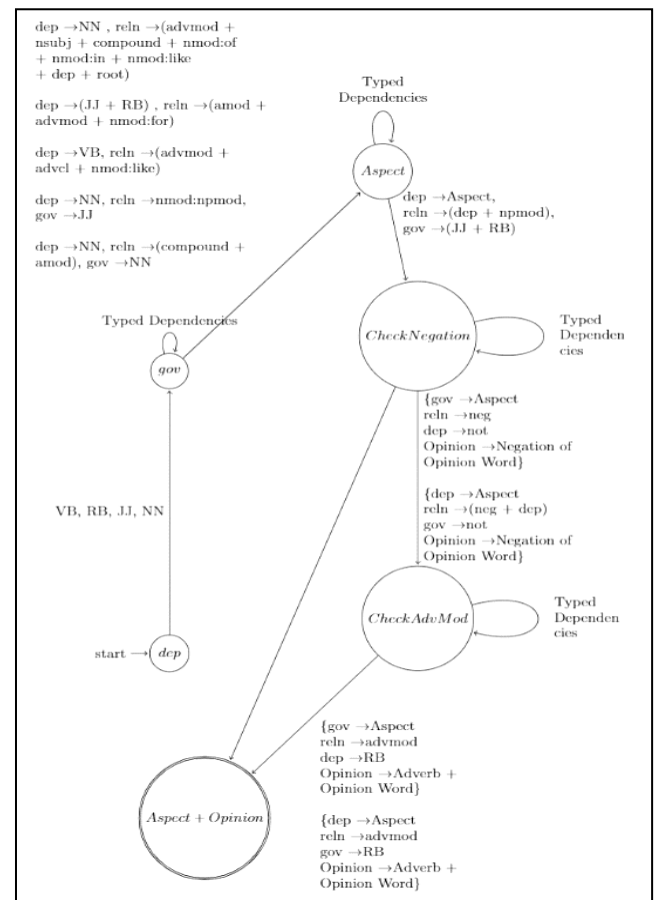 dep →NN , reln →(advmod +
nsubj + compound + nmod:of
+ nmod:in + nmod:like
+ dep + root)
dep →(JJ + RB) , reln →(amod +
advmod + nmod:for)
dep →VB, reln →(advmod +
advcl + nmod:like)
dep →NN, reln →nmod:npmod,
gov →JJ
dep →NN, reln →(compound +
amod), gov →NN
Typed
Dependencies
Aspect
dep →Aspect,
reln →(dep + npmod),
gov →(JJ + RB)
Typed Dependencies
gov
CheckNegation
Typed
Dependen
cies
{gov →Aspect
reln →neg
dep →not
Opinion →Negation of
Opinion Word}
{dep →Aspect
reln →(neg + dep)
gov →not
Opinion →Negation of
Opinion Word}
VB, RB, JJ, NN
CheckAdvMod
Typed
Dependen
cies
start → dep
{gov →Aspect
reln →advmod
dep →RB
Opinion →Adverb +
Opinion Word}
Aspect + Opinion
{dep →Aspect
reln →advmod
gov →RB
Opinion →Adverb +
Opinion Word}